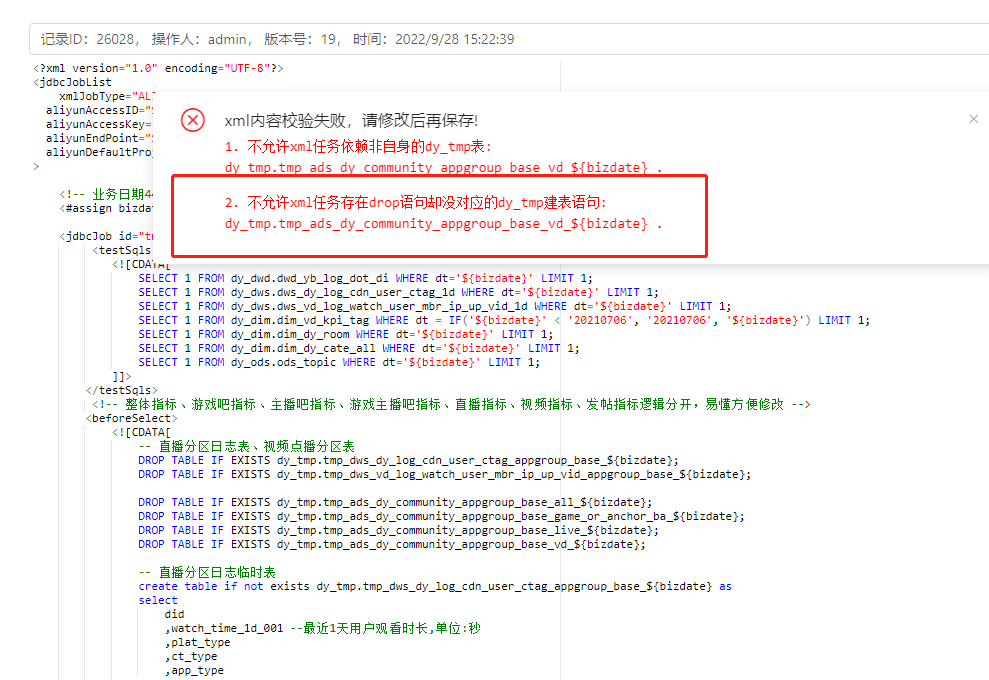 记录ID: 26028, 操作人: admin, 版本号: 19, 时间: 2022/9/28 15:22:39
<?xml version="1.0" encoding="UTF-8"?>
<jdbcJobList
xmlJobType="AL
aliyunAccessID="
aliyunAccessKey=
aliyunEndPoint="
aliyunDefaultPro
>
xml内容校验失败，请修改后再保存!
1. 不允许xml任务依赖非自身的dy_tmp表:
dy_tmp.tmp_ads_dy_community_appgroup_base_vd_${bizdate} .
2. 不允许xml任务存在drop语句却没对应的dy_tmp建表语句:
dy_tmp.tmp_ads_dy_community_appgroup_base_vd_${bizdate} .
<!-- 业务日期
<#assign bizda
<jdbcJob id="t
<testSqls
<![CDATA[
SELECT 1 FROM dy_dwd.dwd_yb_log_dot_di WHERE dt='${bizdate}' LIMIT 1;
SELECT 1 FROM dy_dws.dws_dy_log_cdn_user_ctag_1d WHERE dt='${bizdate}' LIMIT 1;
SELECT 1 FROM dy_dws.dws_vd_log_watch_user_mbr_ip_up_vid_1d WHERE dt='${bizdate}' LIMIT 1;
SELECT 1 FROM dy_dim.dim_vd_kpi_tag WHERE dt = IF('${bizdate}' < '20210706', '20210706', '${bizdate}') LIMIT 1;
SELECT 1 FROM dy_dim.dim_dy_room WHERE dt='${bizdate}' LIMIT 1;
SELECT 1 FROM dy_dim.dim_dy_cate_all WHERE dt='${bizdate}' LIMIT 1;
SELECT 1 FROM dy_ods.ods_topic WHERE dt='${bizdate}' LIMIT 1;
]]>
</testSqls>
<!-- 整体指标、游戏吧指标、主播吧指标、游戏主播吧指标、直播指标、视频指标、发帖指标逻辑分开，易懂方便修改 -->
<beforeSelect>
<![CDATA[
-- 直播分区日志表、视频点播分区表
DROP TABLE IF EXISTS dy_tmp.tmp_dws_dy_log_cdn_user_ctag_appgroup_base_${bizdate};
DROP TABLE IF EXISTS dy_tmp.tmp_dws_vd_log_watch_user_mbr_ip_up_vid_appgroup_base_${bizdate};
DROP TABLE IF EXISTS dy_tmp.tmp_ads_dy_community_appgroup_base_all_${bizdate};
DROP TABLE IF EXISTS dy_tmp.tmp_ads_dy_community_appgroup_base_game_or_anchor_ba_${bizdate};
DROP TABLE IF EXISTS dy_tmp.tmp_ads_dy_community_appgroup_base_live_${bizdate};
DROP TABLE IF EXISTS dy_tmp.tmp_ads_dy_community_appgroup_base_vd_${bizdate};
-- 直播分区日志临时表
create table if not exists dy_tmp.tmp_dws_dy_log_cdn_user_ctag_appgroup_base_${bizdate} as
select
did
,watch_time_1d_001 --最近1天用户观看时长,单位:秒
,plat_type
,ct_type
,app_type